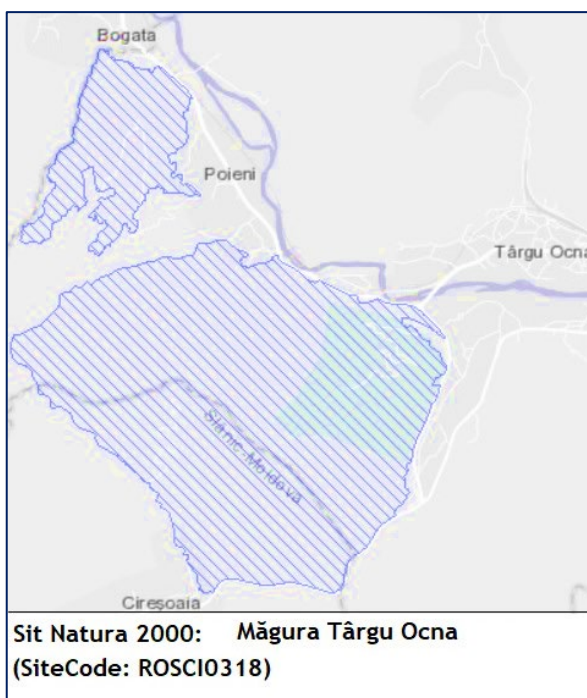 Bogata
Poieni
Târgu Ocna
Slănic-Moldova
Cireșoaia
Sit Natura 2000: Măgura Târgu Ocna
(SiteCode: ROSCI0318)